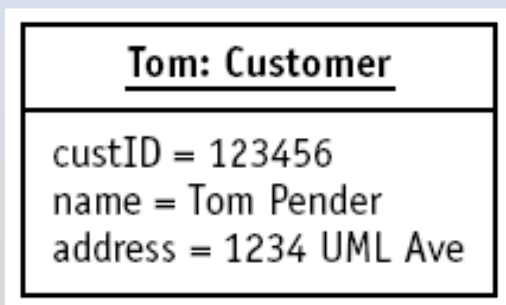 Tom: Customer
custID = 123456
name = Tom Pender
address = 1234 UML Ave